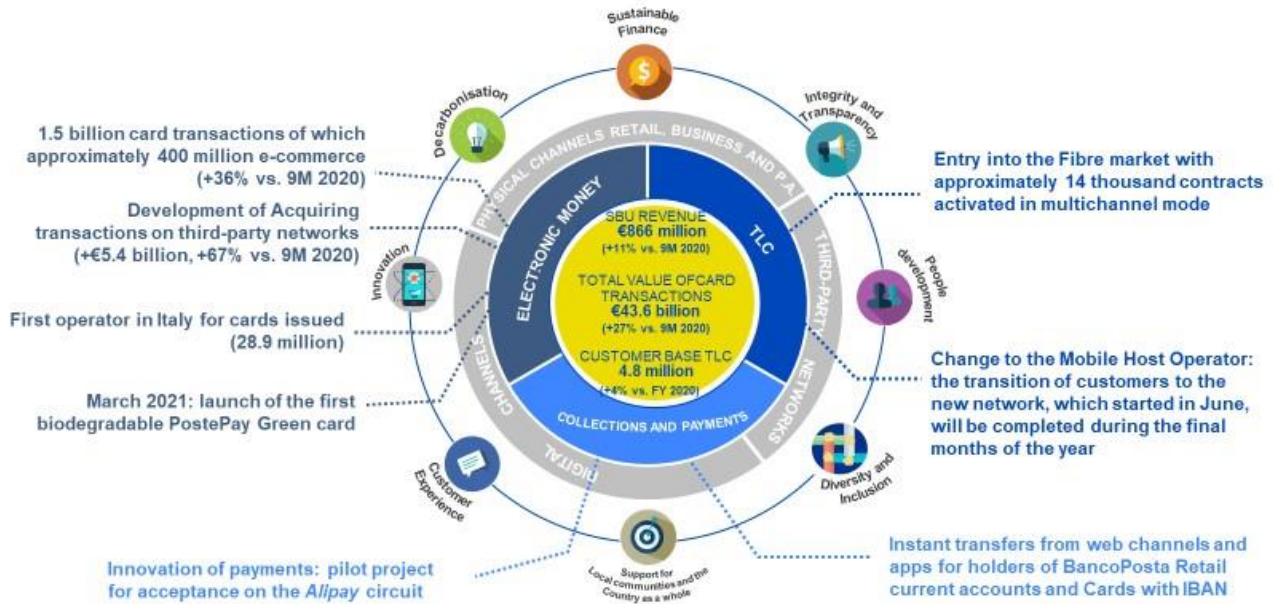 Sustainable
Finance
Decarbonisation
Integrity and
Transparency
1.5 billion card transactions of which
approximately 400 million e-commerce
(+36% vs. 9M 2020)
Development of Acquiring
transactions on third-party networks
(+€5.4 billion, +67% vs. 9M 2020)
Innovation
First operator in Italy for cards issued
(28.9 million)
March 2021: launch of the first
biodegradable PostePay Green card
PHYSICAL CHANNELS RETAIL, BUSINESS AND P.A.
ELECTRONIC MONEY
TLC
THIRD-PARTY NETWORKS
SBU REVENUE
€866 million
(+11% vs. 9M 2020)
TOTAL VALUE OFCARD
TRANSACTIONS
€43.6 billion
(+27% vs. 9M 2020)
CUSTOMER BASE TLC
4.8 million
(+4% vs. FY 2020)
COLLECTIONS AND PAYMENTS
DIGITAL CHANNELS
Entry into the Fibre market with
approximately 14 thousand contracts
activated in multichannel mode
People
development
Change to the Mobile Host Operator:
the transition of customers to the
new network, which started in June,
will be completed during the final
months of the year
Customer
Experience
Diversity and
Inclusion
Support for
Local communities and the
Country as a whole
Innovation of payments: pilot project
for acceptance on the Alipay circuit
Instant transfers from web channels and
apps for holders of BancoPosta Retail
current accounts and Cards with IBAN